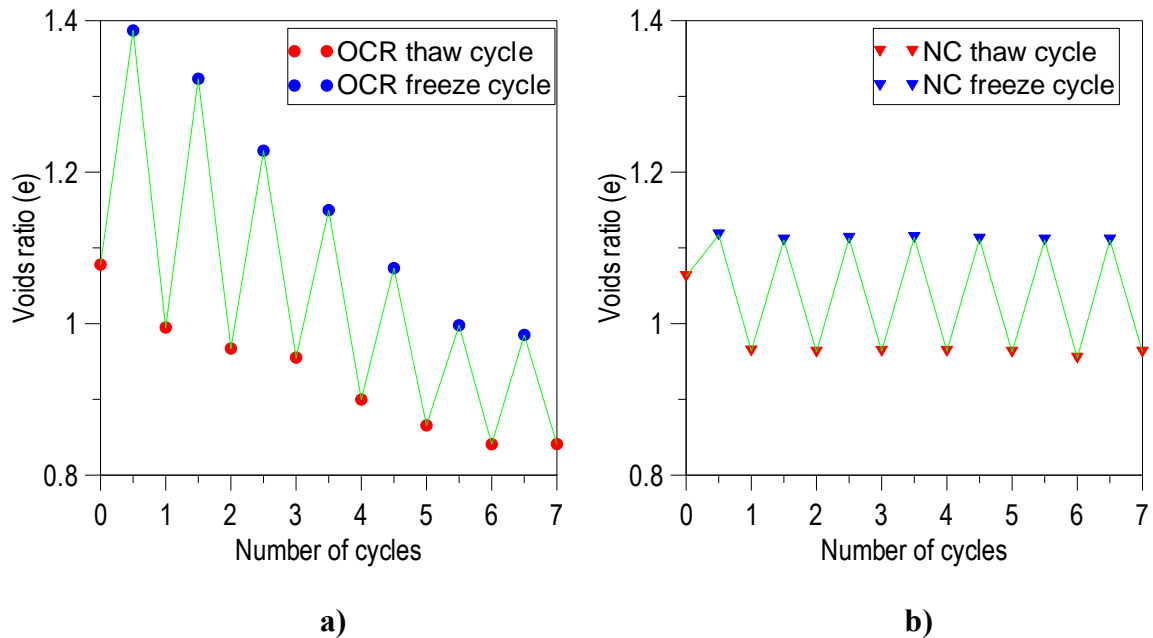 1.4
1.2
1
0.8
Voids ratio (e)
OCR thaw cycle
OCR freeze cycle
0 1 2 3 4 5 6 7
Number of cycles
a)
1.4
1.2
1
0.8
Voids ratio (e)
NC thaw cycle
NC freeze cycle
0 1 2 3 4 5 6 7
Number of cycles
b)